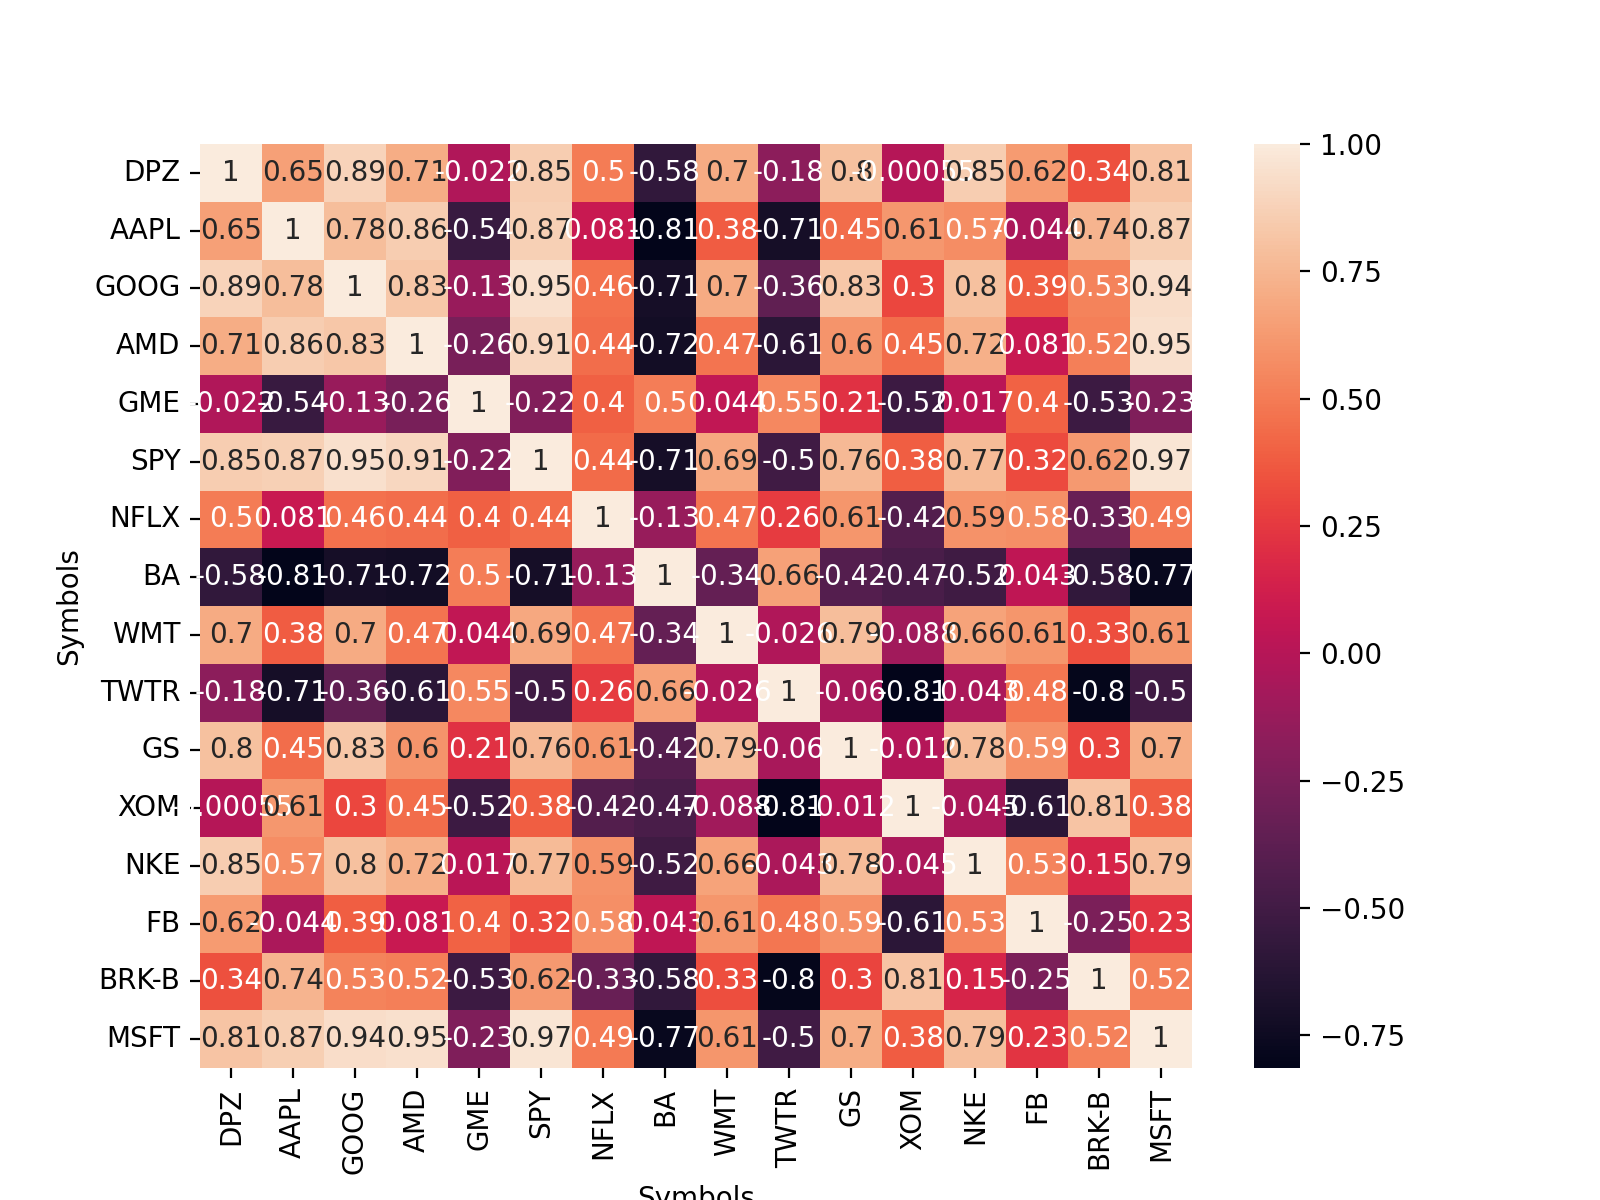 DPZ 1 0.65 0.89 0.71 -0.022 0.85 0.5 -0.58 0.7 -0.18 0.8 0.85 0.62 0.34 0.81
AAPL 0.65 1 0.78 0.86 -0.54 0.87 0.081 -0.81 0.38 -0.71 0.45 0.61 0.57 -0.044 0.74 0.87
GOOG 0.89 0.78 1 0.83 -0.13 0.95 0.46 -0.71 0.7 -0.36 0.83 0.3 0.8 0.39 0.53 0.94
AMD 0.71 0.86 0.83 1 -0.26 0.91 0.44 -0.72 0.47 -0.61 0.6 0.45 0.72 0.081 0.52 0.95
GME -0.022 -0.54 -0.13 -0.26 1 -0.22 0.4 0.5 0.044 0.55 0.21 -0.52 0.017 0.4 -0.53 -0.23
SPY 0.85 0.87 0.95 0.91 -0.22 1 0.44 -0.71 0.69 -0.5 0.76 0.38 0.77 0.32 0.62 0.97
NFLX 0.5 0.081 0.46 0.44 0.4 0.44 1 -0.13 0.47 0.26 0.61 -0.42 0.59 0.58 -0.33 0.49
BA -0.58 -0.81 -0.71 -0.72 0.5 -0.71 -0.13 1 -0.34 0.66 -0.42 -0.47 -0.52 0.043 -0.58 -0.77
WMT 0.7 0.38 0.7 0.47 0.044 0.69 0.47 -0.34 1 -0.026 0.79 -0.088 0.66 0.61 0.33 0.61
TWTR -0.18 -0.71 -0.36 -0.61 0.55 -0.5 0.26 0.66 -0.026 1 -0.06 -0.81 -0.043 0.48 -0.8 -0.5
GS 0.8 0.45 0.83 0.6 0.21 0.76 0.61 -0.42 0.79 -0.06 1 -0.012 0.78 0.59 0.3 0.7
XOM 0.61 0.3 0.45 -0.52 0.38 -0.42 -0.47 -0.088 -0.81 -0.012 1 -0.045 -0.61 0.81 0.38
NKE 0.85 0.57 0.8 0.72 0.017 0.77 0.59 -0.52 0.66 -0.043 0.78 -0.045 1 0.53 0.15 0.79
FB 0.62 -0.044 0.39 0.081 0.4 0.32 0.58 0.043 0.61 0.48 0.59 -0.61 0.53 1 -0.25 0.23
BRK-B 0.34 0.74 0.53 0.52 -0.53 0.62 -0.33 -0.58 0.33 -0.8 0.3 0.81 0.15 -0.25 1 0.52
MSFT 0.81 0.87 0.94 0.95 -0.23 0.97 0.49 -0.77 0.61 -0.5 0.7 0.38 0.79 0.23 0.52 1
Symbols
DPZ AAPL GOOG AMD GME SPY NFLX BA WMT TWTR GS XOM NKE FB BRK-B MSFT
Symbols
1.00
0.75
0.50
0.25
0.00
−0.25
−0.50
−0.75